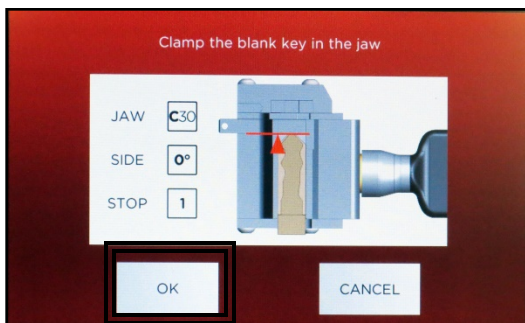 Clamp the blank key in the jaw
JAW C30
SIDE 0°
STOP 1
OK CANCEL